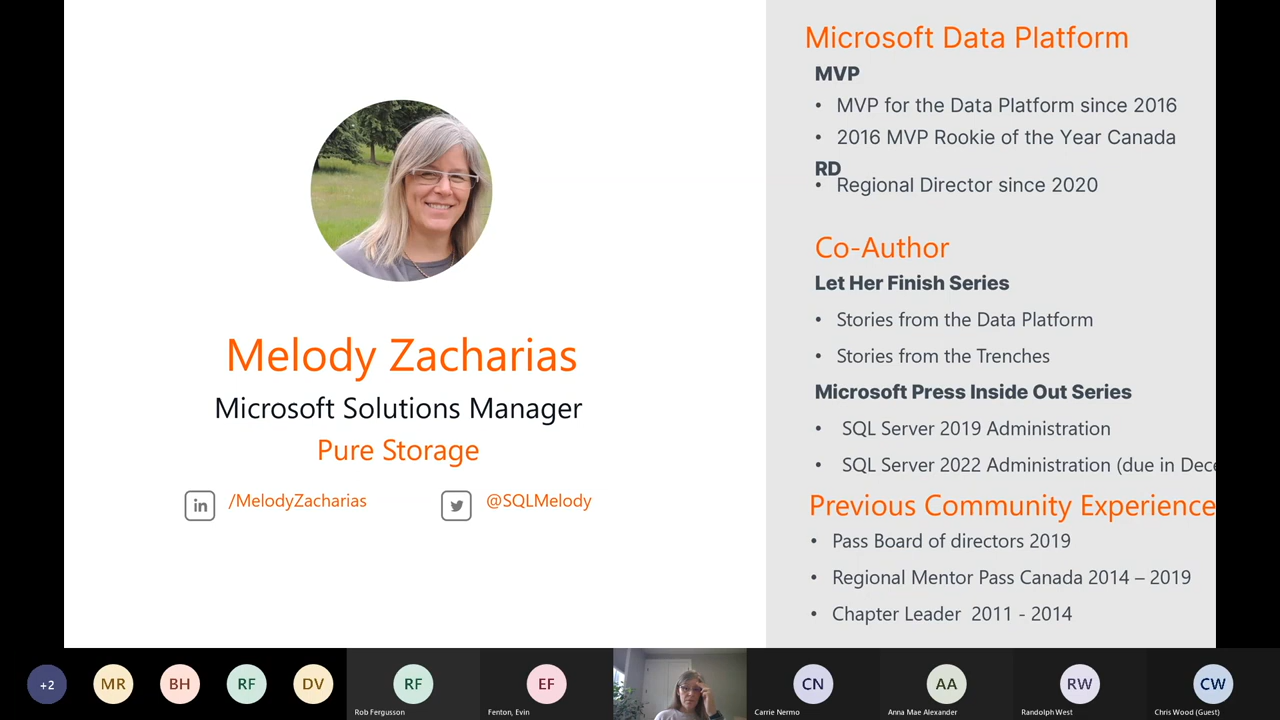 Melody Zacharias
Microsoft Solutions Manager
Pure Storage
in /MelodyZacharias
@SQLMelody
Microsoft Data Platform
MVP
• MVP for the Data Platform since 2016
• 2016 MVP Rookie of the Year Canada
RD
• Regional Director since 2020
Co-Author
Let Her Finish Series
• Stories from the Data Platform
• Stories from the Trenches
Microsoft Press Inside Out Series
• SQL Server 2019 Administration
• SQL Server 2022 Administration (due in Dece
Previous Community Experience
• Pass Board of directors 2019
• Regional Mentor Pass Canada 2014 – 2019
• Chapter Leader 2011 - 2014
+2 MR BH RF DV RF EF CN AA RW CW
Rob Fergusson
Fenton, Evin
Carrie Nermo
Anna Mae Alexander
Randolph West
Chris Wood (Guest)